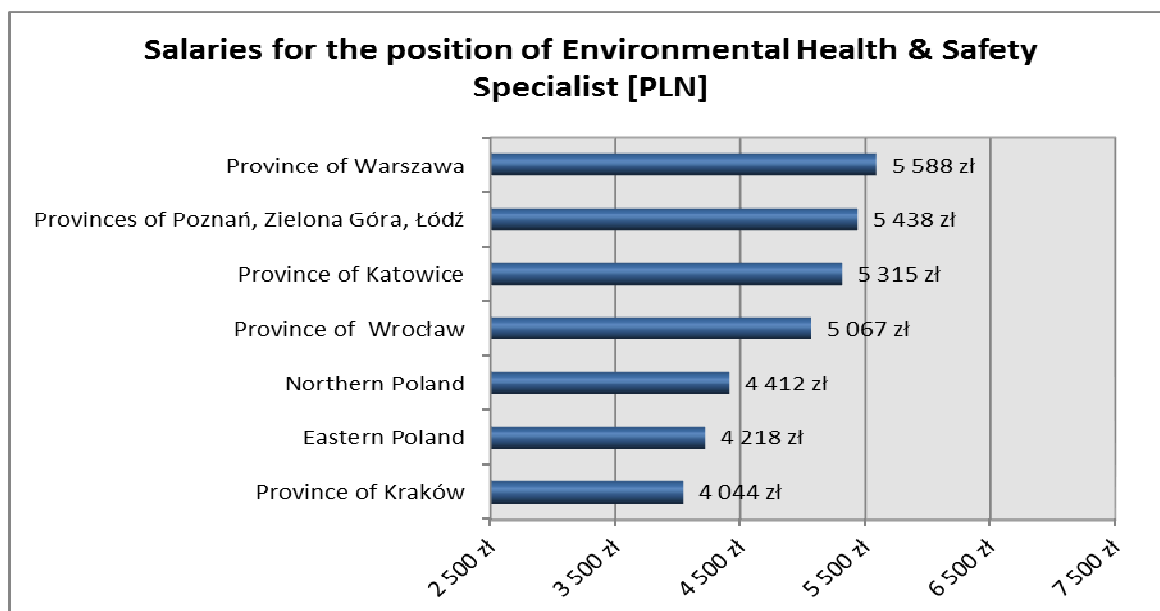 Salaries for the position of Environmental Health & Safety
Specialist [PLN]
Province of Warszawa 5 588 zł
Provinces of Poznań, Zielona Góra, Łódź 5 438 zł
Province of Katowice 5 315 zł
Province of  Wrocław 5 067 zł
Northern Poland 4 412 zł
Eastern Poland 4 218 zł
Province of Kraków 4 044 zł
2 500 zł 3 500 zł 4 500 zł 5 500 zł 6 500 zł 7 500 zł